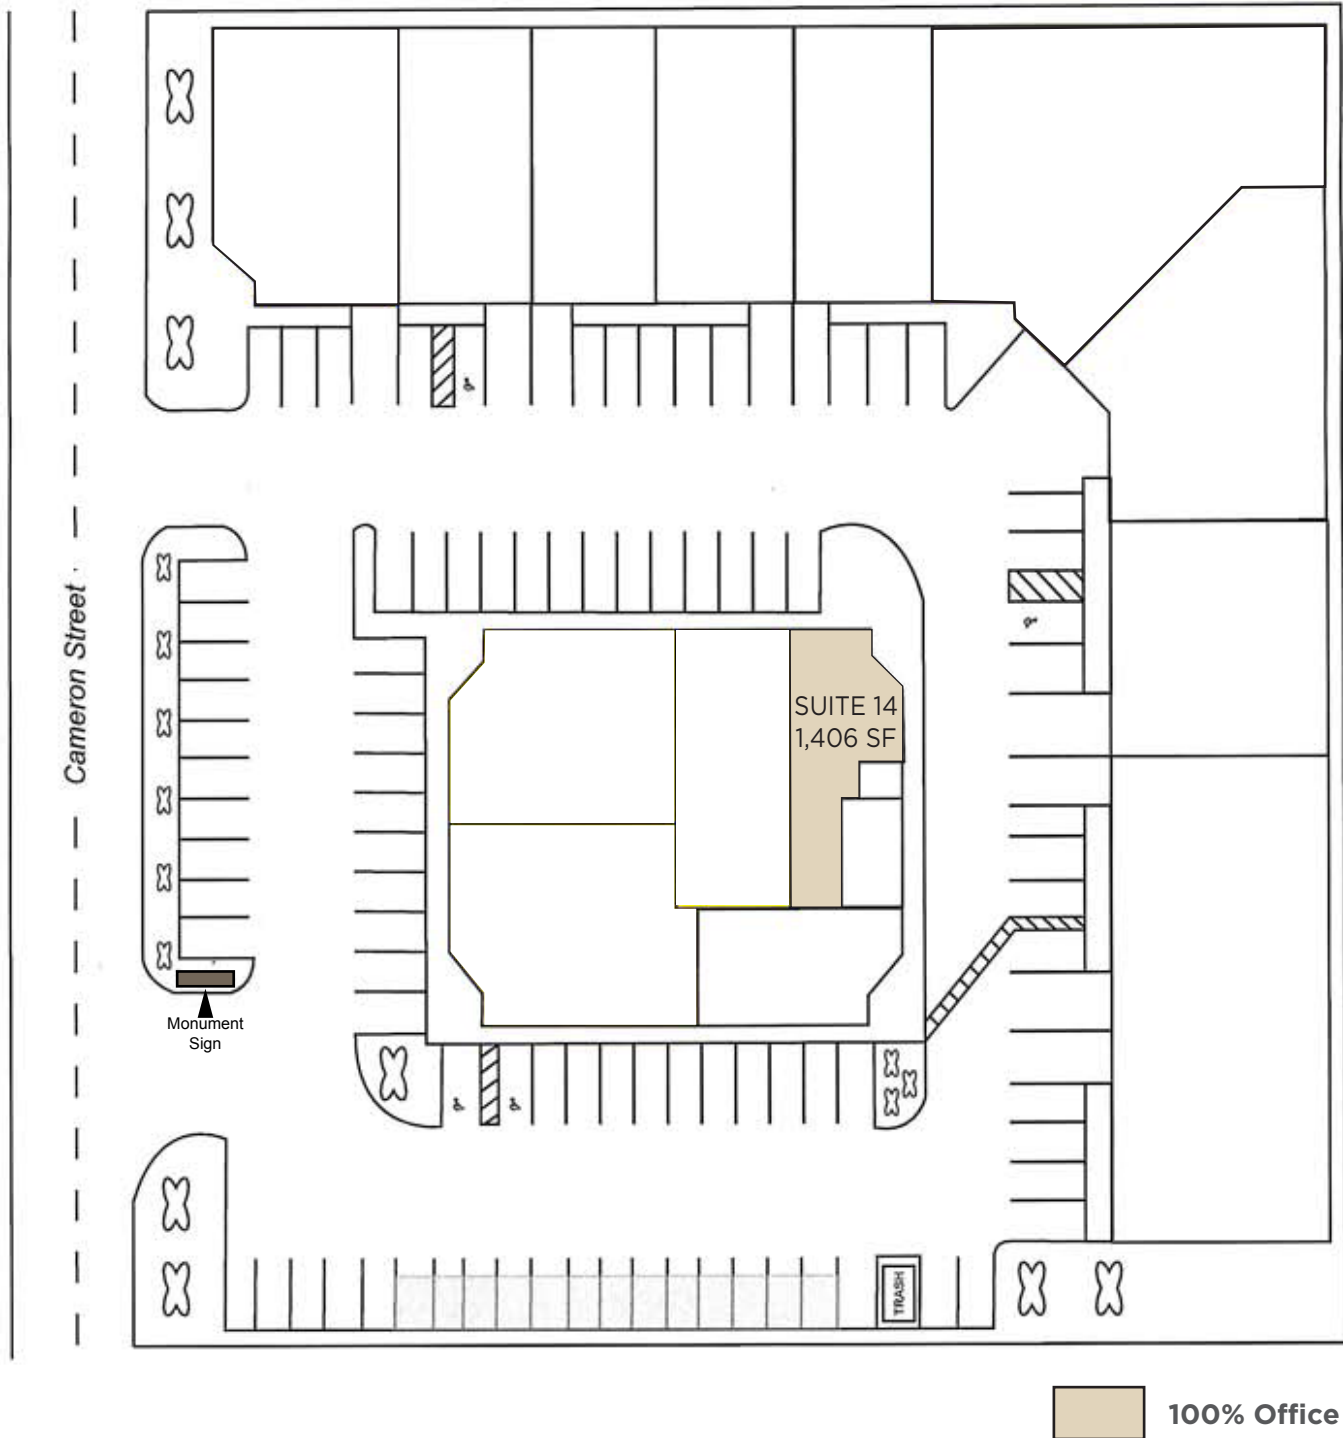 SUITE 14
1,406 SF
Cameron Street
Monument
Sign
TRASH
100% Office